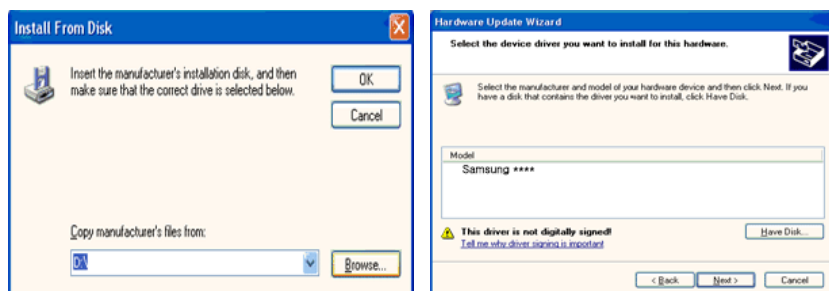 Install From Disk
Insert the manufacturer's installation disk, and then
make sure that the correct drive is selected below.
OK
Cancel
Copy manufacturer's files from:
D:\
Browse...
Hardware Update Wizard
Select the device driver you want to install for this hardware.
Select the manufacturer and model of your hardware device and then click Next. If you
have a disk that contains the driver you want to install, click Have Disk.
Model
Samsung ****
This driver is not digitally signed!
Tell me why driver signing is important
Have Disk...
< Back
Next >
Cancel